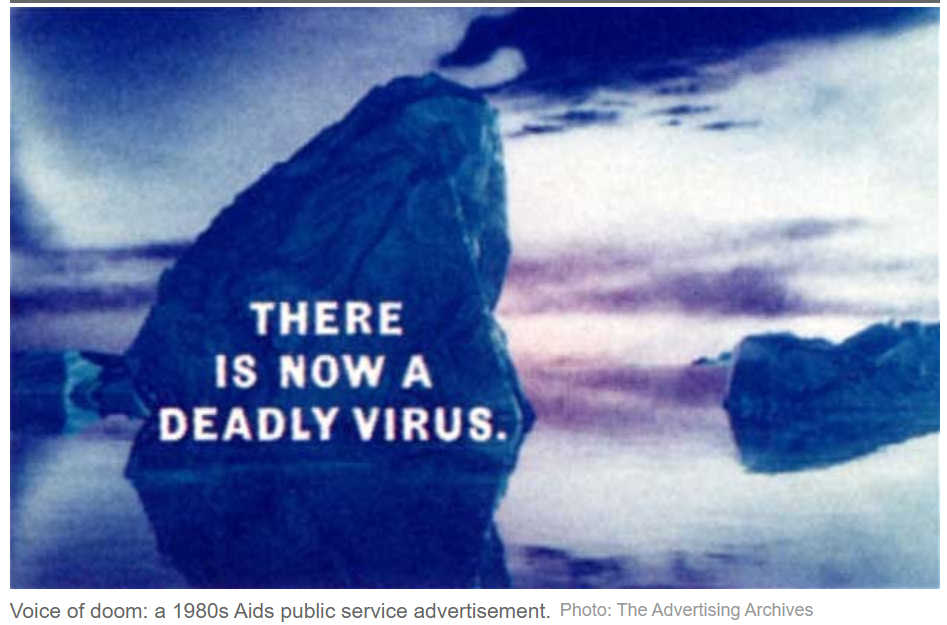 THERE
IS NOW A
DEADLY VIRUS.
Voice of doom: a 1980s Aids public service advertisement. Photo: The Advertising Archives